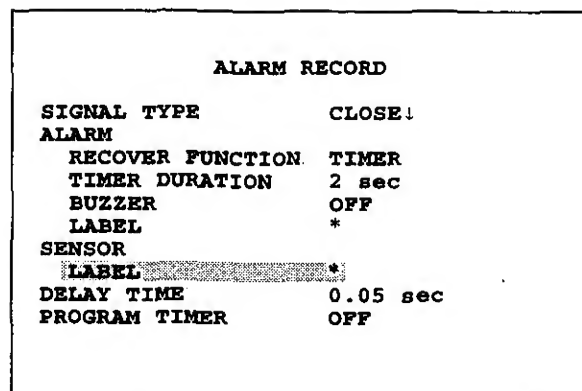 ALARM RECORD
SIGNAL TYPE CLOSE↓
ALARM
RECOVER FUNCTION TIMER
TIMER DURATION 2 sec
BUZZER OFF
LABEL *
SENSOR
LABEL *
DELAY TIME 0.05 sec
PROGRAM TIMER OFF